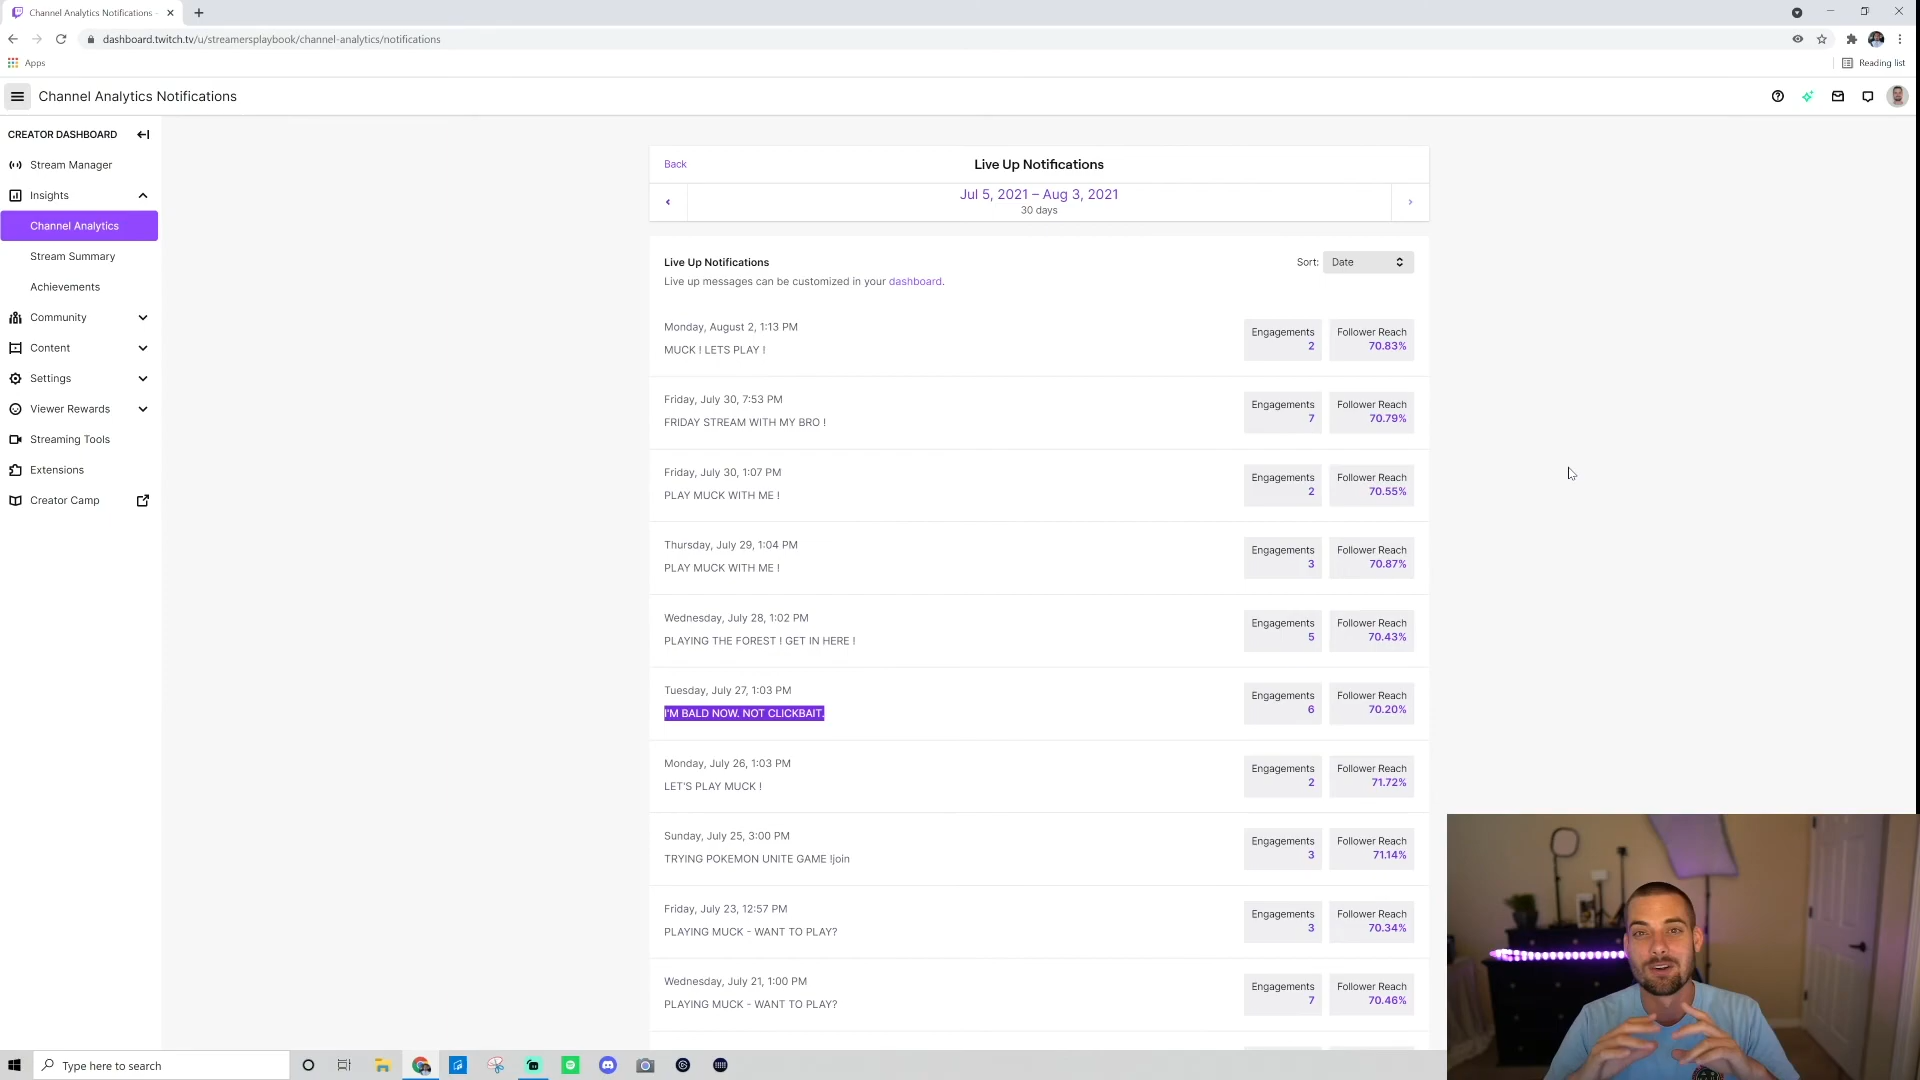 Channel Analytics Notifications -
dashboard.twitch.tv/u/streamersplaybook/channel-analytics/notifications
Apps
Reading list
Channel Analytics Notifications
CREATOR DASHBOARD
Stream Manager
Insights
Channel Analytics
Stream Summary
Achievements
Community
Content
Settings
Viewer Rewards
Streaming Tools
Extensions
Creator Camp
Back
Live Up Notifications
Jul 5, 2021 – Aug 3, 2021
30 days
Live Up Notifications
Sort: Date
Live up messages can be customized in your dashboard.
Monday, August 2, 1:13 PM
MUCK ! LETS PLAY !
Engagements
2
Follower Reach
70.83%
Friday, July 30, 7:53 PM
FRIDAY STREAM WITH MY BRO !
Engagements
7
Follower Reach
70.79%
Friday, July 30, 1:07 PM
PLAY MUCK WITH ME !
Engagements
2
Follower Reach
70.55%
Thursday, July 29, 1:04 PM
PLAY MUCK WITH ME !
Engagements
3
Follower Reach
70.87%
Wednesday, July 28, 1:02 PM
PLAYING THE FOREST ! GET IN HERE !
Engagements
5
Follower Reach
70.43%
Tuesday, July 27, 1:03 PM
I'M BALD NOW. NOT CLICKBAIT.
Engagements
6
Follower Reach
70.20%
Monday, July 26, 1:03 PM
LET'S PLAY MUCK !
Engagements
2
Follower Reach
71.72%
Sunday, July 25, 3:00 PM
TRYING POKEMON UNITE GAME !join
Engagements
3
Follower Reach
71.14%
Friday, July 23, 12:57 PM
PLAYING MUCK - WANT TO PLAY?
Engagements
3
Follower Reach
70.34%
Wednesday, July 21, 1:00 PM
PLAYING MUCK - WANT TO PLAY?
Engagements
7
Follower Reach
70.46%
Type here to search